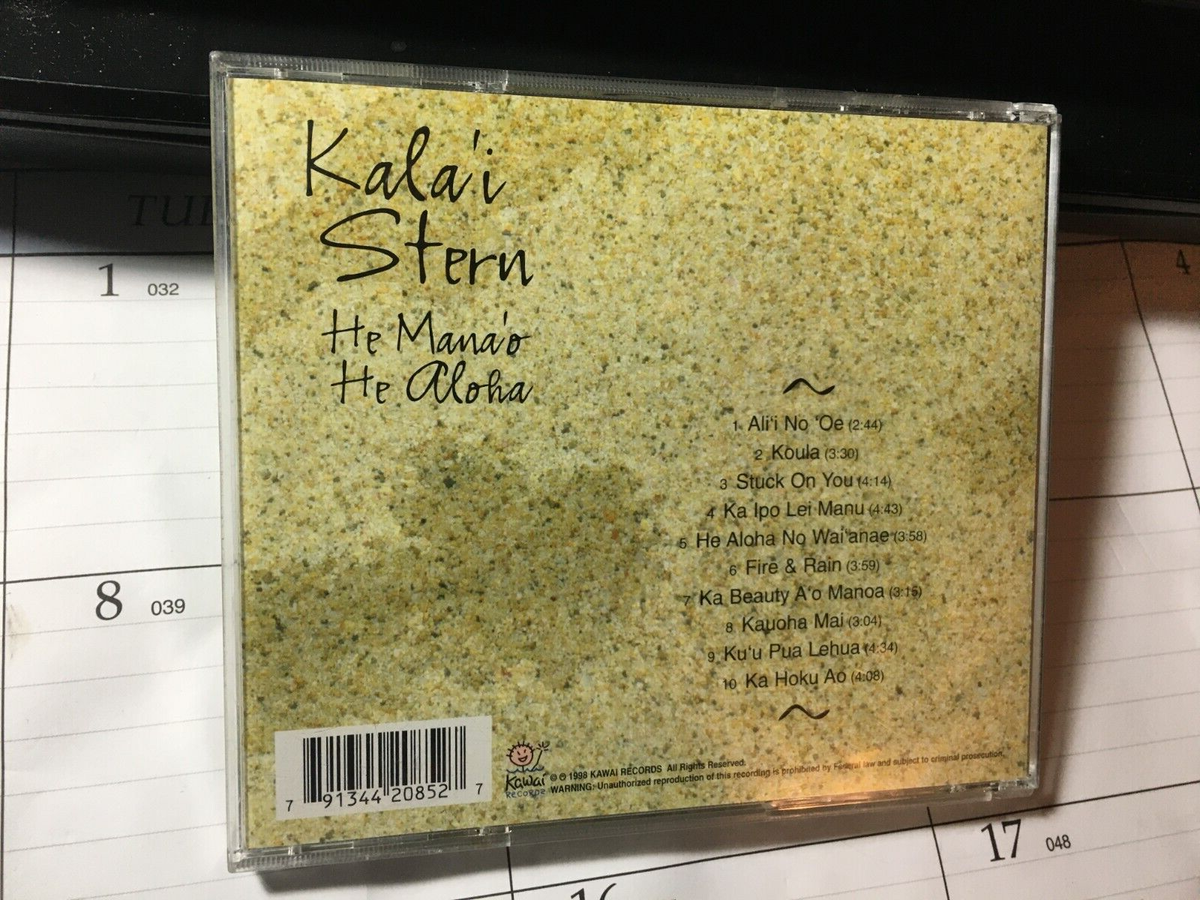 TUE
1 032
4
8 039
Kala'i
Stern
He Mana'o
He Aloha
1 Ali'i No 'Oe (2:44)
2 Koula (3:30)
3 Stuck On You (4:14)
4 Ka Ipo Lei Manu (4:43)
5 He Aloha No Wai'anae (3:58)
6 Fire & Rain (3:59)
7 Ka Beauty A'o Manoa (3:15)
8 Kauoha Mai (3:04)
9 Ku'u Pua Lehua (4:34)
10 Ka Hoku Ao (4:08)
7 91344 20852 7
Kawai
RECORDS
© ℗ 1998 KAWAI RECORDS All Rights Reserved.
WARNING: Unauthorized reproduction of this recording is prohibited by Federal law and subject to criminal prosecution.
17 048
16